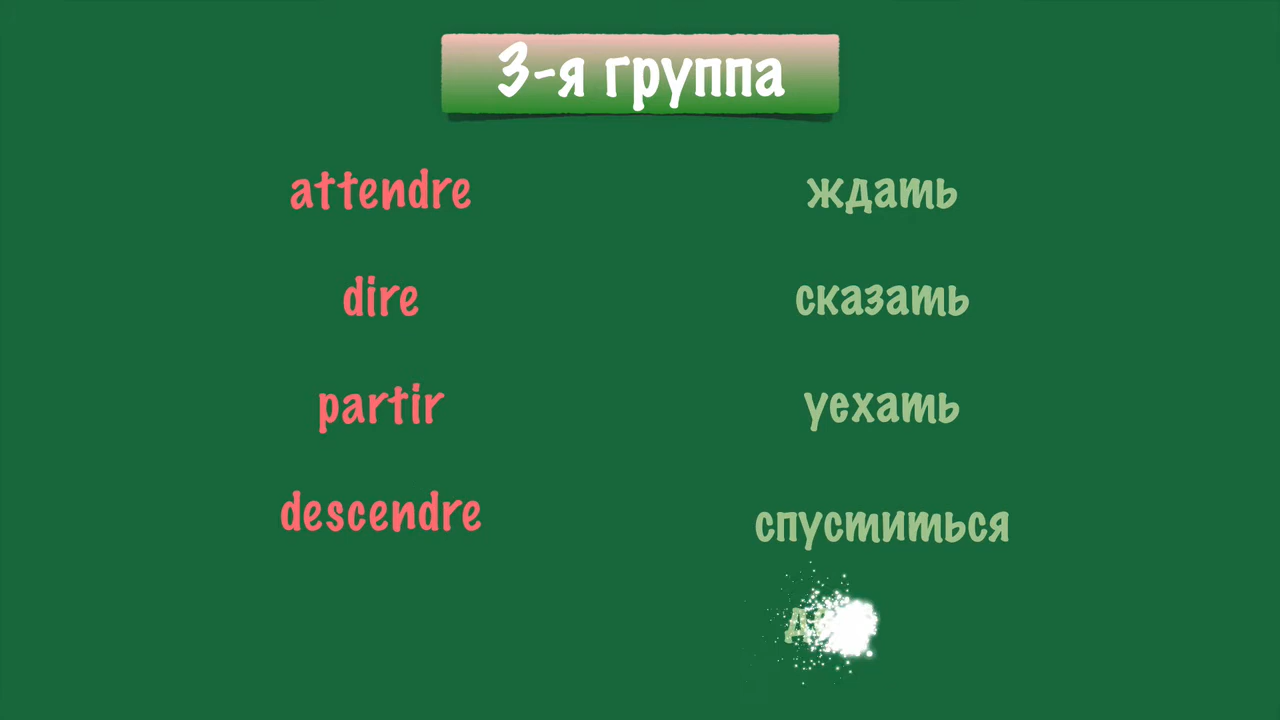 3-я группа
attendre ждать
dire сказать
partir уехать
descendre спуститься